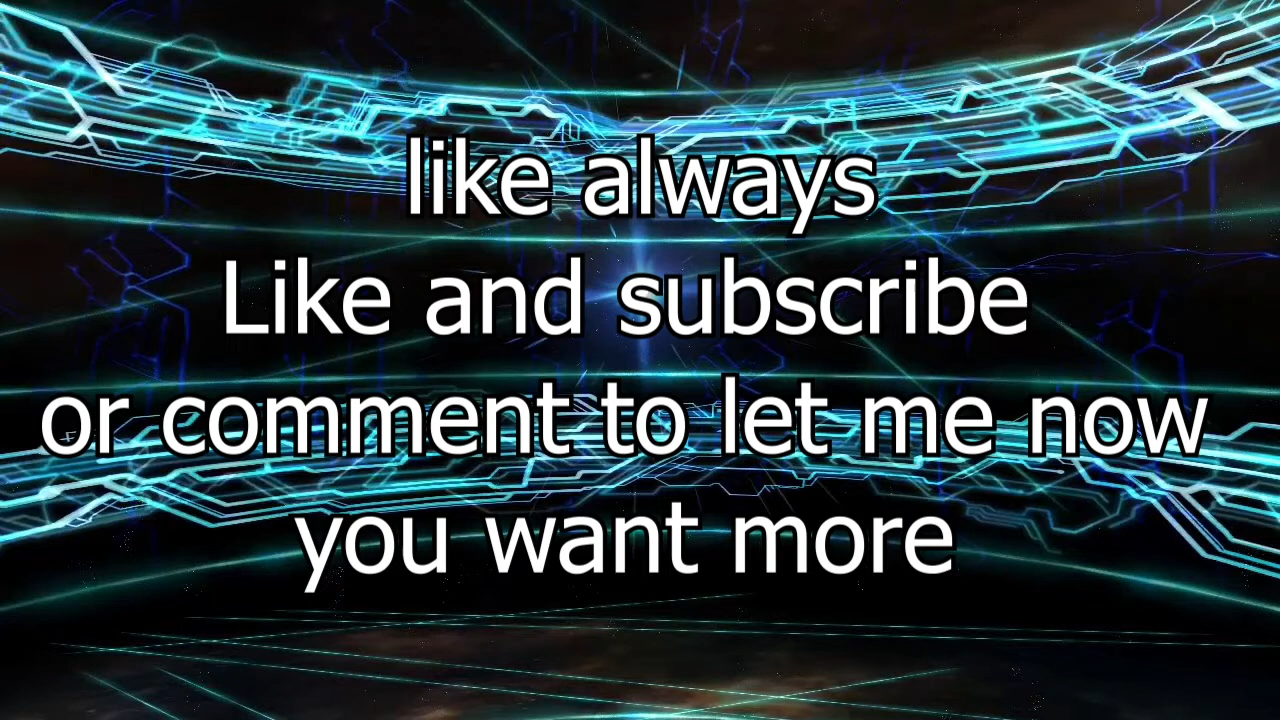 like always
Like and subscribe
or comment to let me now
you want more